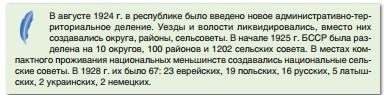 В августе 1924 г. в республике было введено новое административно-тер-
риториальное деление. Уезды и волости ликвидировались, вместо них
создавались округа, районы, сельсоветы. В начале 1925 г. БССР была раз-
делена на 10 округов, 100 районов и 1202 сельских совета. В местах ком-
пактного проживания национальных меньшинств создавались национальные сель-
ские советы. В 1928 г. их было 67: 23 еврейских, 19 польских, 16 русских, 5 латыш-
ских, 2 украинских, 2 немецких.